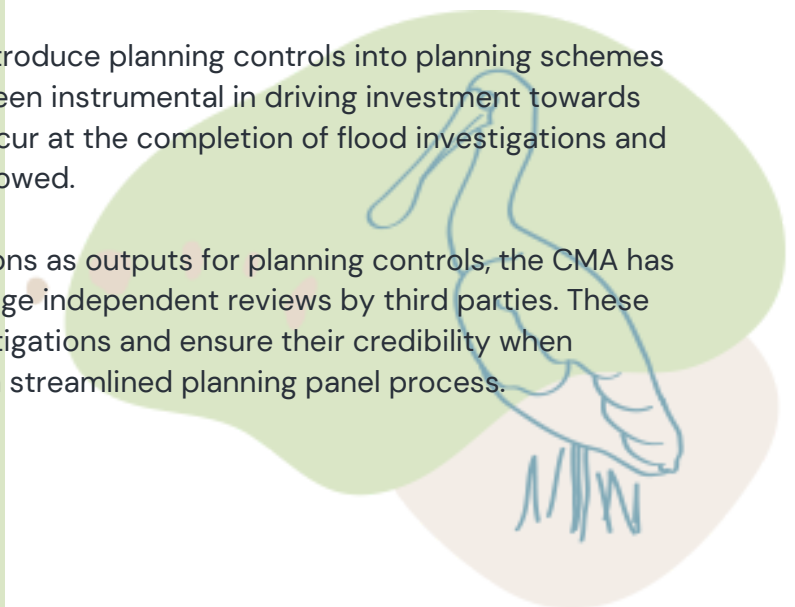 troduce planning controls into planning schemes
een instrumental in driving investment towards
cur at the completion of flood investigations and
owed.
ons as outputs for planning controls, the CMA has
ge independent reviews by third parties. These
tigations and ensure their credibility when
streamlined planning panel process.